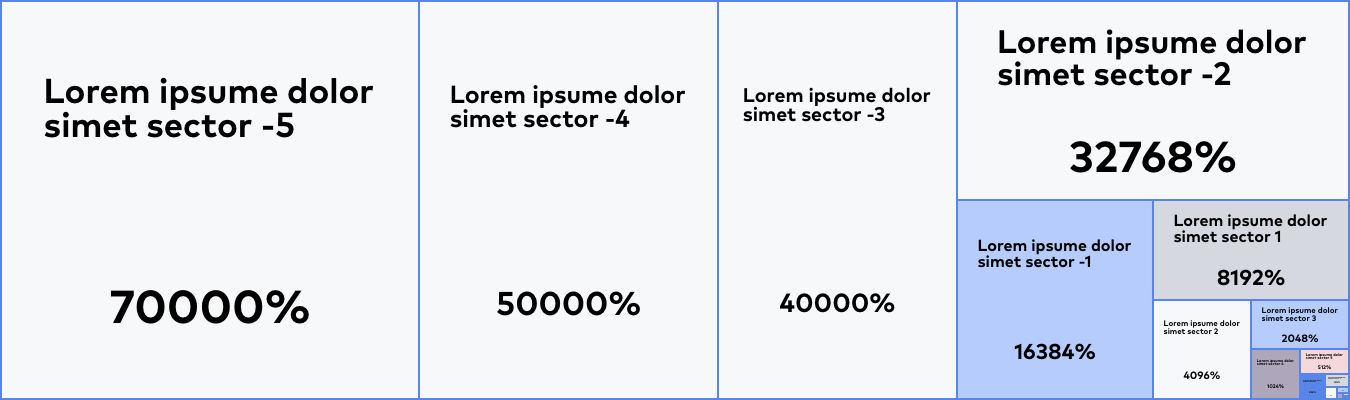 Lorem ipsume dolor
simet sector -5
70000%
Lorem ipsume dolor
simet sector -4
50000%
Lorem ipsume dolor
simet sector -3
40000%
Lorem ipsume dolor
simet sector -2
32768%
Lorem ipsume dolor
simet sector -1
16384%
Lorem ipsume dolor
simet sector 1
8192%
Lorem ipsume dolor
simet sector 2
4096%
Lorem ipsume dolor
simet sector 3
2048%
Lorem ipsume dolor
simet sector 4
1024%
Lorem ipsume dolor
simet sector 5
512%